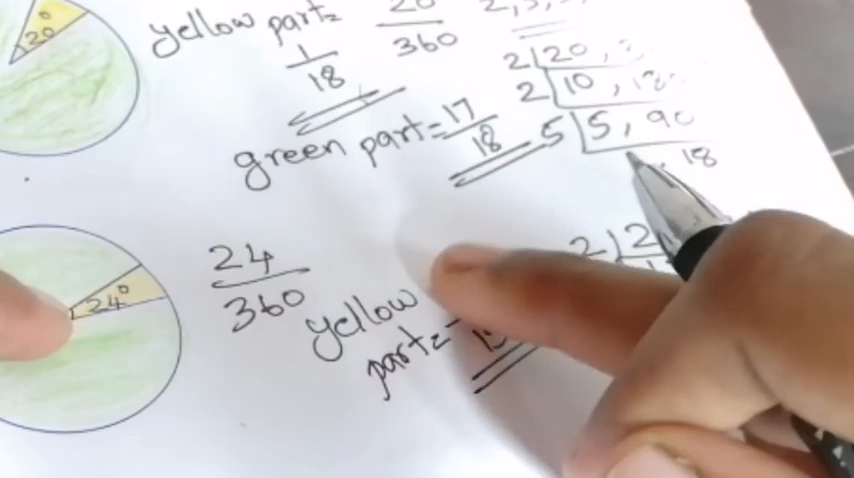 20°
yellow part=
20
360
1
18
2 20,
2 10,
5 5, 90
18
green part= 17
18
24°
24
360
yellow
part=
2